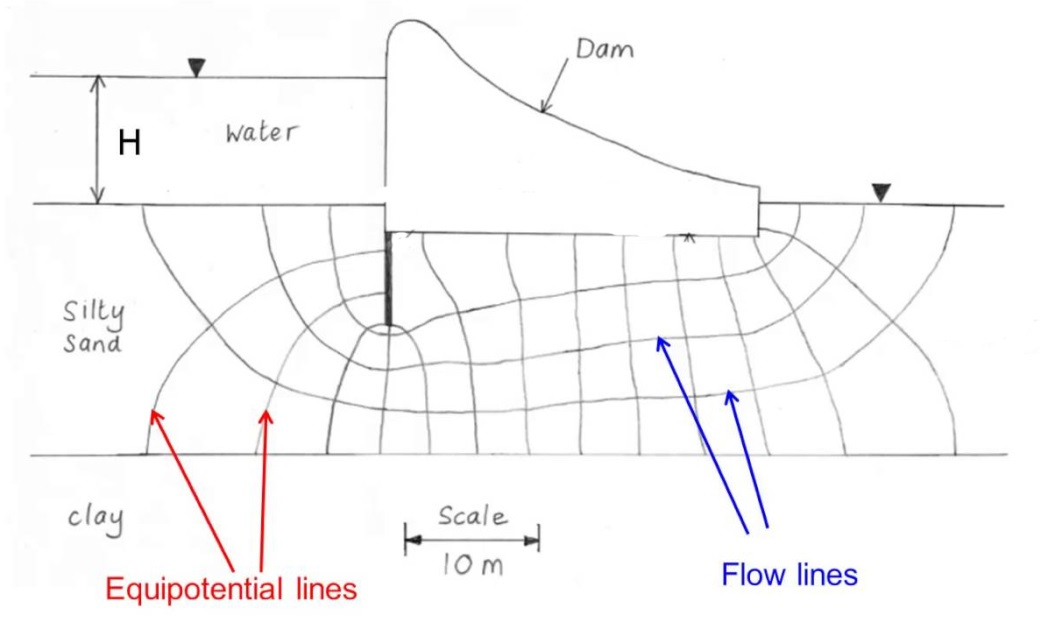 Dam
H
Water
Silty
Sand
clay
Scale
10 m
Equipotential lines
Flow lines